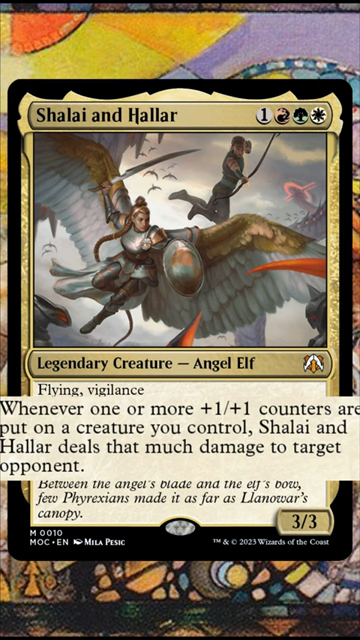 Shalai and Hallar
1
Legendary Creature — Angel Elf
Flying, vigilance
Whenever one or more +1/+1 counters are
put on a creature you control, Shalai and
Hallar deals that much damage to target
opponent.
Between the angel's blade and the elf's bow,
few Phyrexians made it as far as Llanowar's
canopy.
3/3
M 0010
MOC • EN Mila Pesic
™ & © 2023 Wizards of the Coast